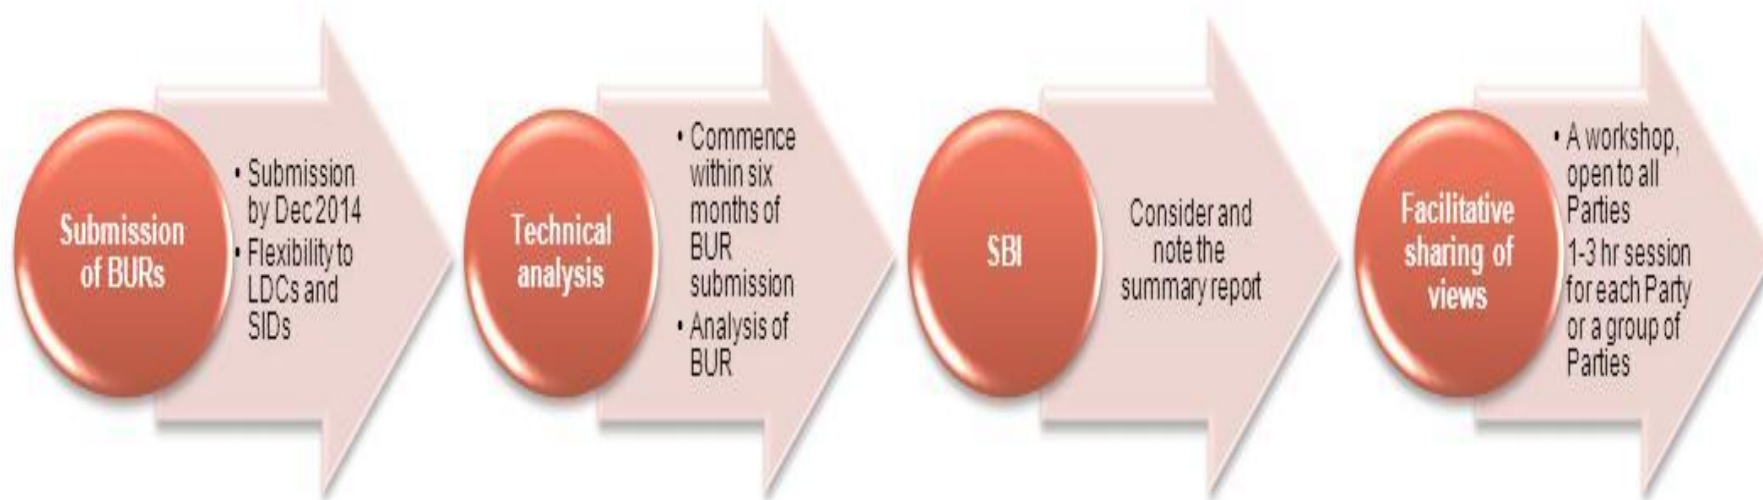 Submission
of BURs
• Submission
by Dec 2014
• Flexibility to
LDCs and
SIDs
Technical
analysis
• Commence
within six
months of
BUR
submission
• Analysis of
BUR
SBI
Consider and
note the
summary report
Facilitative
sharing of
views
• A workshop,
open to all
Parties
1-3 hr session
for each Party
or a group of
Parties